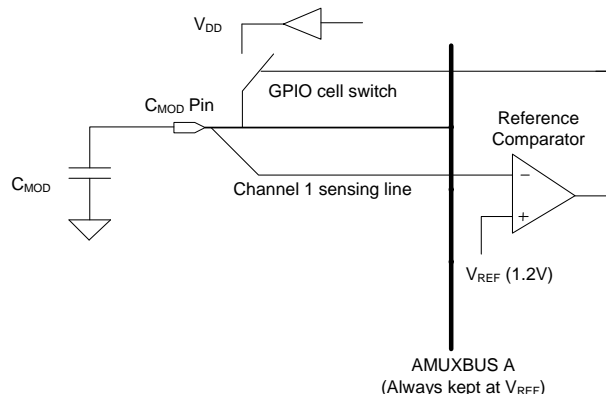 VDD
GPIO cell switch
CMOD Pin
Reference
Comparator
CMOD
Channel 1 sensing line
−
+
VREF (1.2V)
AMUXBUS A
(Always kept at VREF)